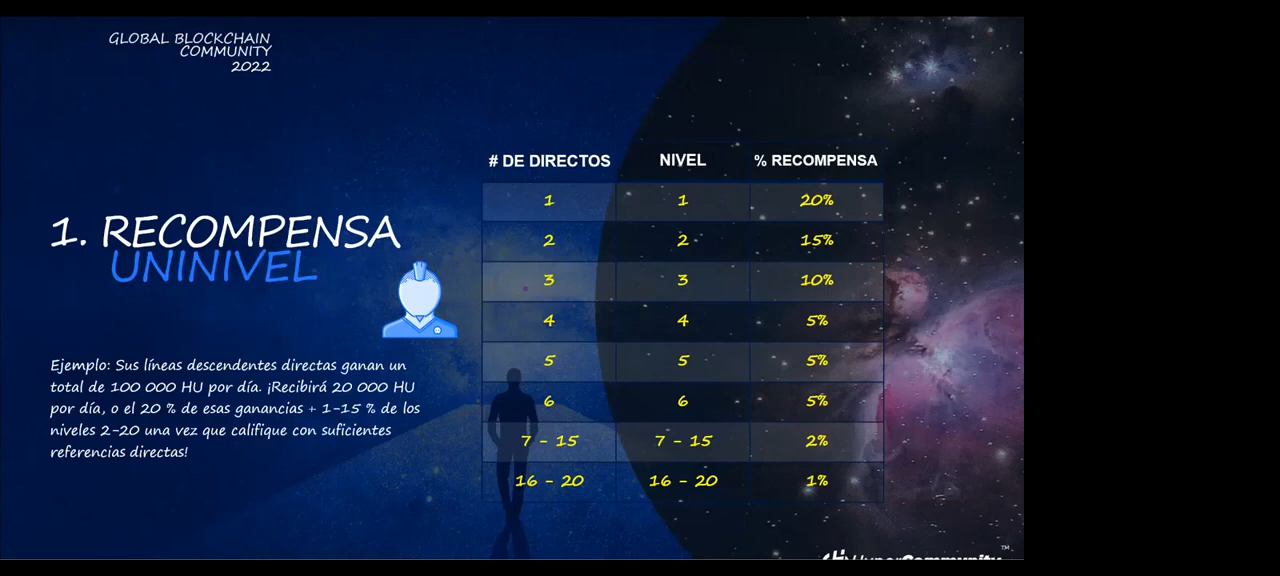 GLOBAL BLOCKCHAIN
COMMUNITY
2022
1. RECOMPENSA
UNINIVEL
Ejemplo: Sus líneas descendentes directas ganan un
total de 100 000 HU por día. ¡Recibirá 20 000 HU
por día, o el 20 % de esas ganancias + 1-15 % de los
niveles 2-20 una vez que califique con suficientes
referencias directas!
# DE DIRECTOS NIVEL % RECOMPENSA
1 1 20%
2 2 15%
3 3 10%
4 4 5%
5 5 5%
6 6 5%
7 - 15 7 - 15 2%
16 - 20 16 - 20 1%
HyperCommunity™